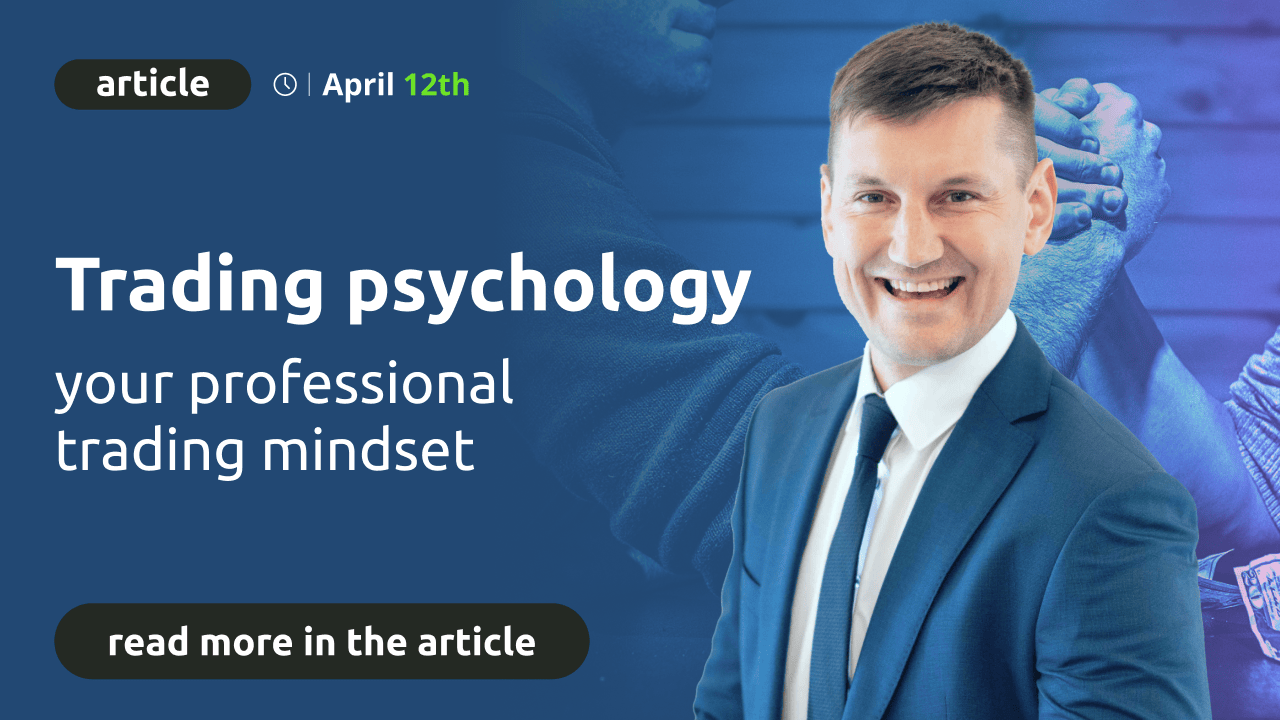 article
April 12th
Trading psychology
your professional
trading mindset
read more in the article